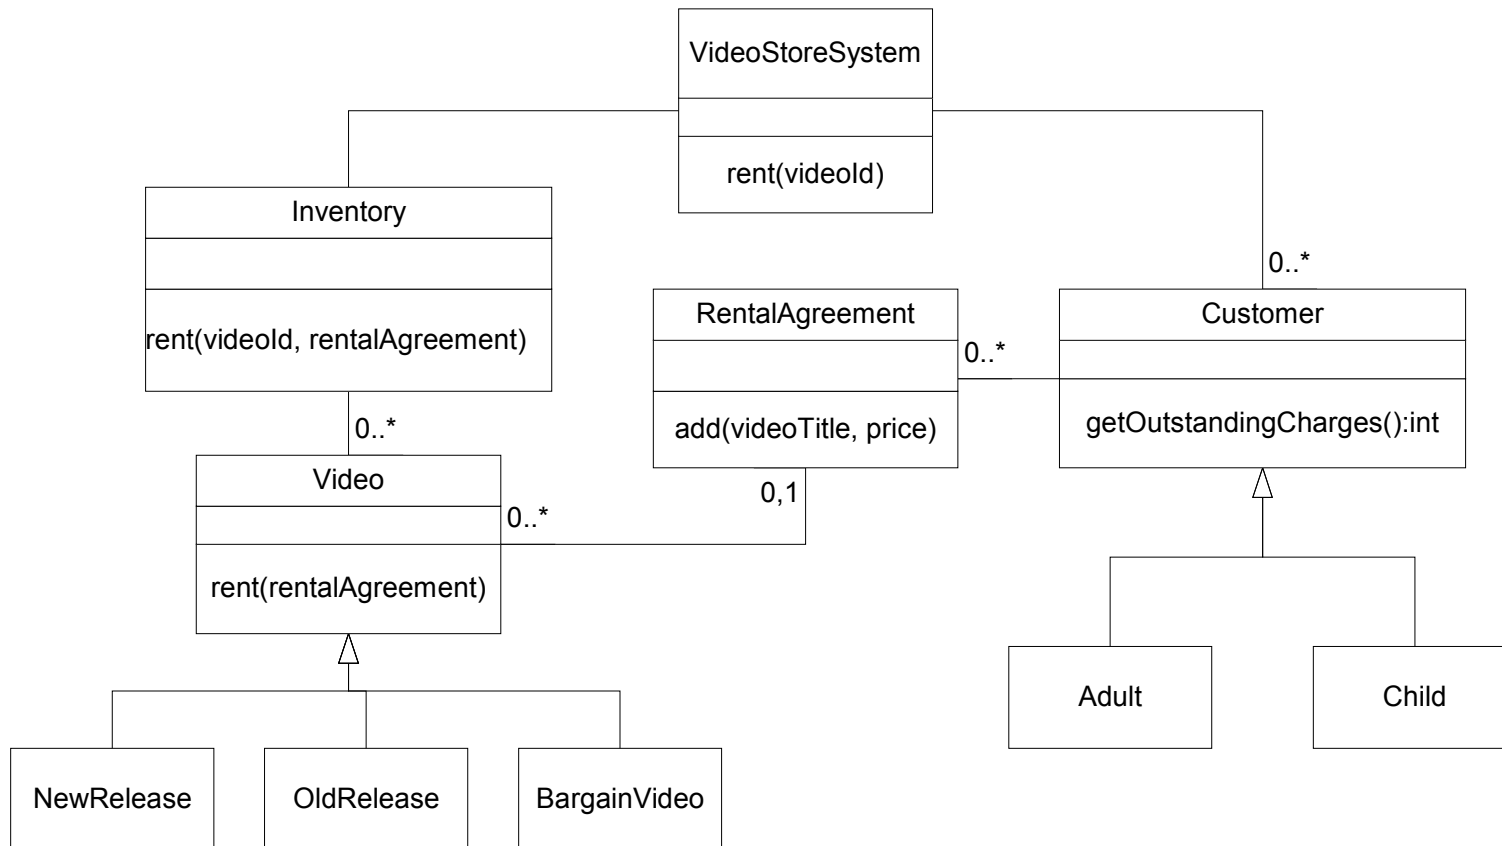 VideoStoreSystem
rent(videoId)
Inventory
rent(videoId, rentalAgreement)
0..*
RentalAgreement
add(videoTitle, price)
0..*
0..*
Customer
getOutstandingCharges():int
0,1
Video
rent(rentalAgreement)
0..*
Adult
Child
NewRelease
OldRelease
BargainVideo